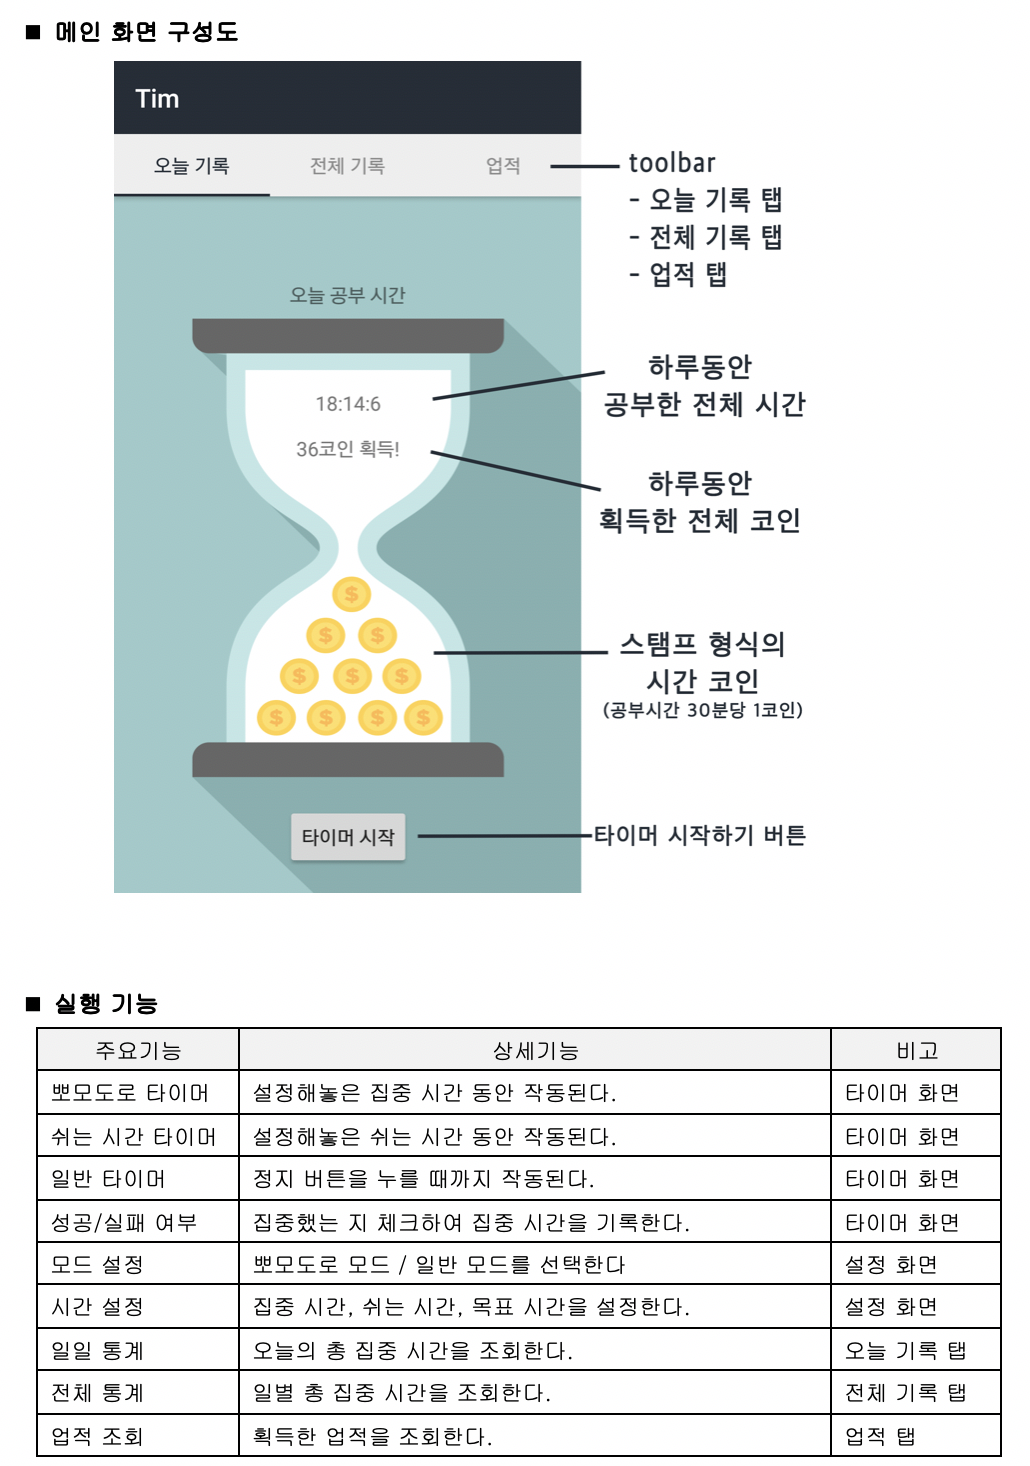 ■ 메인 화면 구성도
Tim
오늘 기록 전체 기록 업적
toolbar
- 오늘 기록 탭
- 전체 기록 탭
- 업적 탭
오늘 공부 시간
18:14:6
36코인 획득!
하루동안
공부한 전체 시간
하루동안
획득한 전체 코인
$
$ $
$ $ $
$ $ $ $
스탬프 형식의
시간 코인
(공부시간 30분당 1코인)
타이머 시작
타이머 시작하기 버튼
■ 실행 기능
주요기능 상세기능 비고
뽀모도로 타이머 설정해놓은 집중 시간 동안 작동된다. 타이머 화면
쉬는 시간 타이머 설정해놓은 쉬는 시간 동안 작동된다. 타이머 화면
일반 타이머 정지 버튼을 누를 때까지 작동된다. 타이머 화면
성공/실패 여부 집중했는 지 체크하여 집중 시간을 기록한다. 타이머 화면
모드 설정 뽀모도로 모드 / 일반 모드를 선택한다 설정 화면
시간 설정 집중 시간, 쉬는 시간, 목표 시간을 설정한다. 설정 화면
일일 통계 오늘의 총 집중 시간을 조회한다. 오늘 기록 탭
전체 통계 일별 총 집중 시간을 조회한다. 전체 기록 탭
업적 조회 획득한 업적을 조회한다. 업적 탭